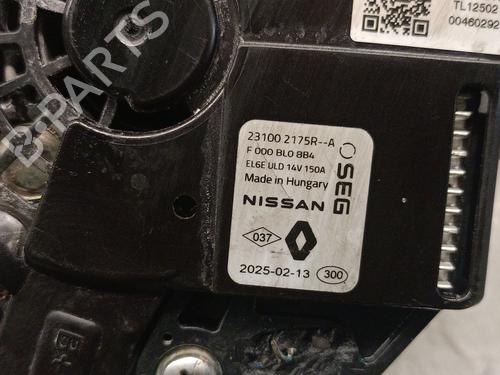 TL12502
00460292
B-PARTS
23100 2175R--A
F 000 BL0 8B4
EL6E ULD 14V 150A
Made in Hungary
SEG
NISSAN
037
2025-02-13
300